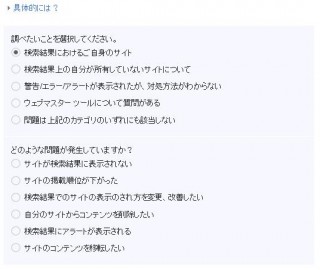 具体的には？
調べたいことを選択してください。
検索結果におけるご自身のサイト
検索結果上の自分が所有していないサイトについて
警告/エラー/アラートが表示されたが、対処方法がわからない
ウェブマスター ツールについて質問がある
問題は上記のカテゴリのいずれにも該当しない
どのような問題が発生していますか？
サイトが検索結果に表示されない
サイトの掲載順位が下がった
検索結果でのサイトの表示のされ方を変更、改善したい
自分のサイトからコンテンツを削除したい
検索結果にアラートが表示される
サイトのコンテンツを移転したい